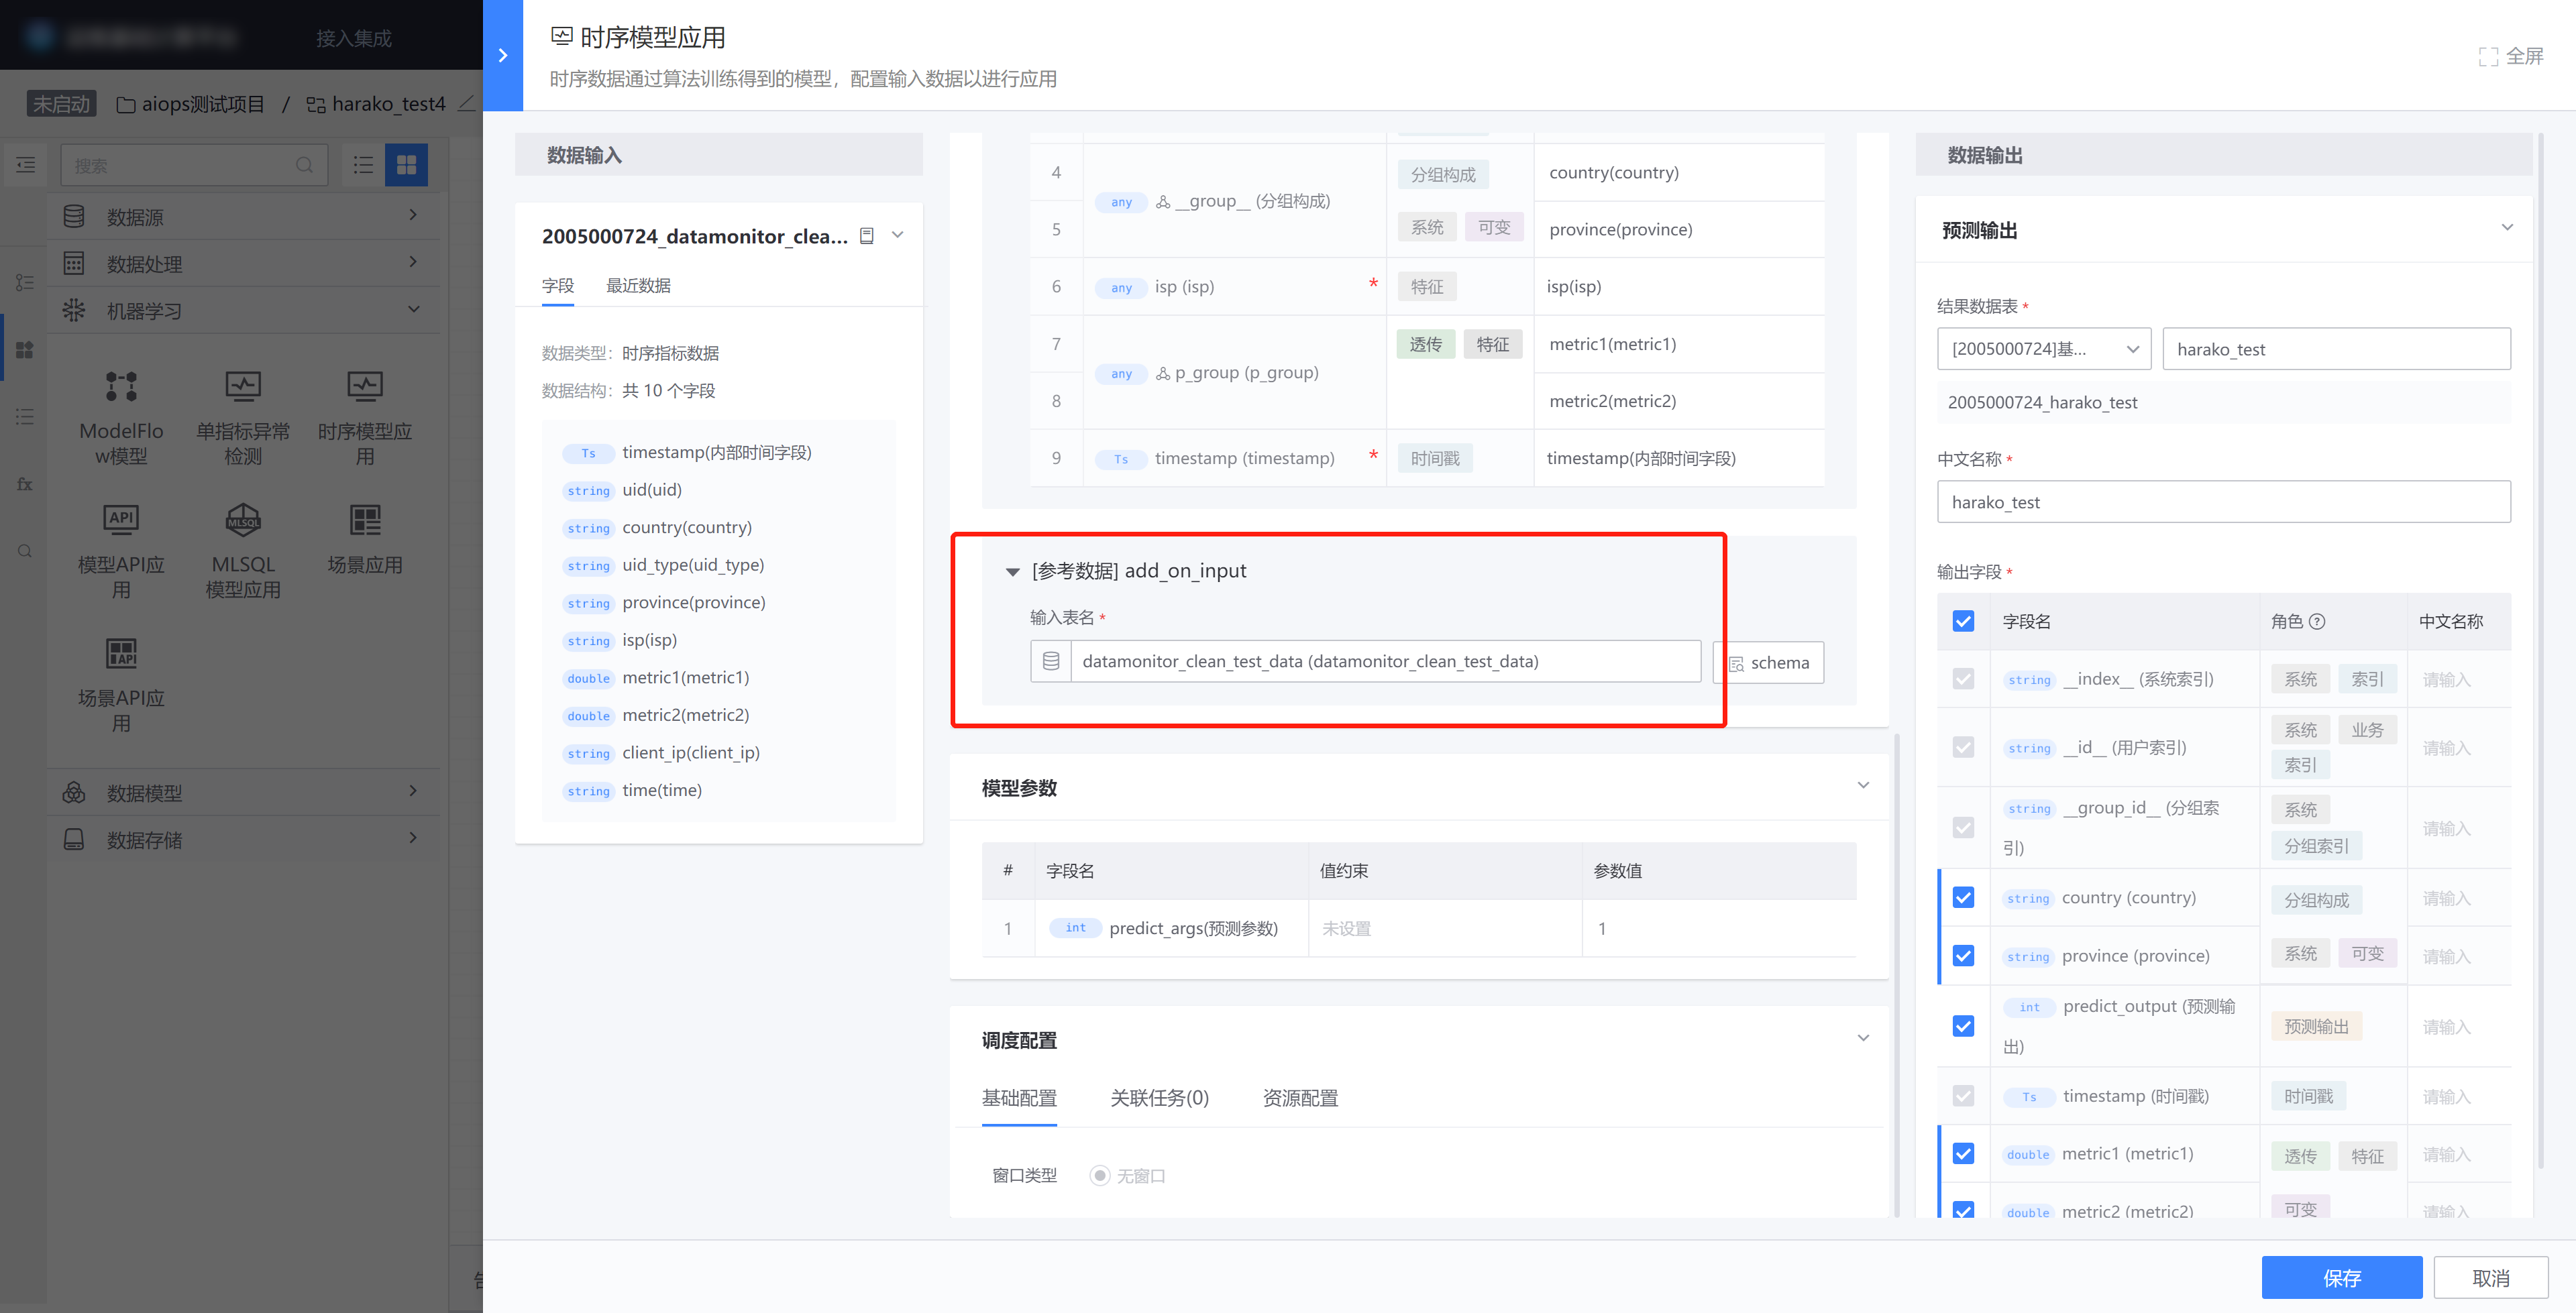 接入集成
未启动 aiops测试项目 / harako_test4
搜索
数据源
数据处理
机器学习
ModelFlow模型
单指标异常检测
时序模型应用
模型API应用
MLSQL模型应用
场景应用
场景API应用
数据模型
数据存储
时序模型应用
时序数据通过算法训练得到的模型，配置输入数据以进行应用
全屏
数据输入
2005000724_datamonitor_clea...
字段 最近数据
数据类型: 时序指标数据
数据结构: 共 10 个字段
Ts timestamp(内部时间字段)
string uid(uid)
string country(country)
string uid_type(uid_type)
string province(province)
string isp(isp)
double metric1(metric1)
double metric2(metric2)
string client_ip(client_ip)
string time(time)
4 any __group__ (分组构成) 分组构成 country(country)
5 系统 可变 province(province)
6 any isp (isp) * 特征 isp(isp)
7 any p_group (p_group) 透传 特征 metric1(metric1)
8 metric2(metric2)
9 Ts timestamp (timestamp) * 时间戳 timestamp(内部时间字段)
[参考数据] add_on_input
输入表名 *
datamonitor_clean_test_data (datamonitor_clean_test_data) schema
模型参数
# 字段名 值约束 参数值
1 int predict_args(预测参数) 未设置 1
调度配置
基础配置 关联任务(0) 资源配置
窗口类型 无窗口
数据输出
预测输出
结果数据表 *
[2005000724]基... harako_test
2005000724_harako_test
中文名称 *
harako_test
输出字段 *
字段名 角色 ? 中文名称
string __index__ (系统索引) 系统 索引 请输入
string __id__ (用户索引) 系统 业务 索引 请输入
string __group_id__ (分组索引) 系统 分组索引 请输入
string country (country) 分组构成 请输入
string province (province) 系统 可变 请输入
int predict_output (预测输出) 预测输出 请输入
Ts timestamp (时间戳) 时间戳 请输入
double metric1 (metric1) 透传 特征 请输入
double metric2 (metric2) 可变 请输入
保存 取消